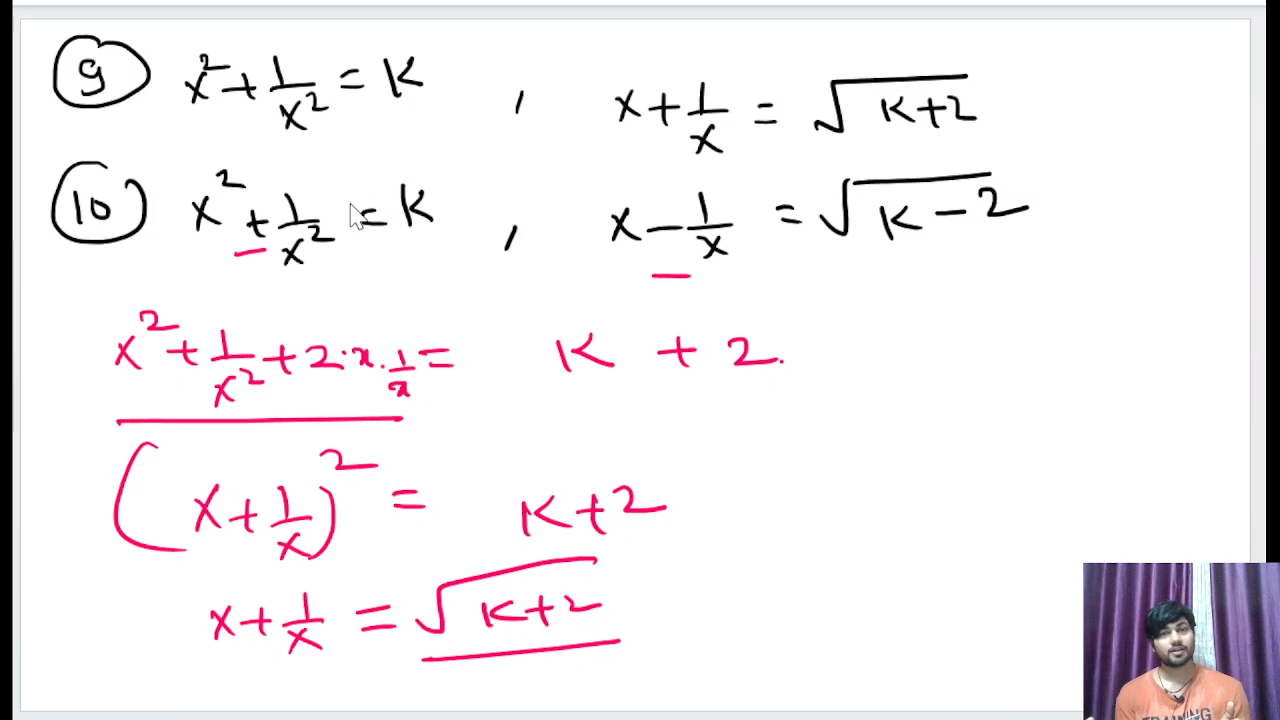 9 x² + 1/x² = K , x + 1/x = √(K+2)
10 x² + 1/x² = K , x - 1/x = √(K-2)
x² + 1/x² + 2·x·1/x = K + 2.
(x + 1/x)² = K+2
x + 1/x = √(K+2)
TRAINING